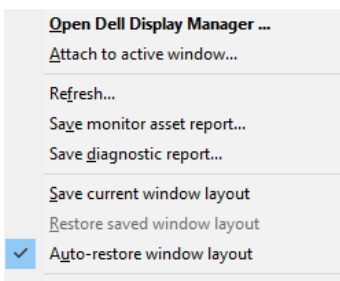 Open Dell Display Manager ...
Attach to active window...
Refresh...
Save monitor asset report...
Save diagnostic report...
Save current window layout
Restore saved window layout
Auto-restore window layout